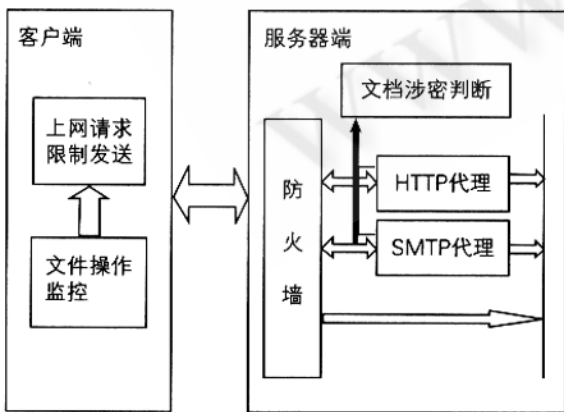 客户端
上网请求
限制发送
文件操作
监控
服务器端
文档涉密判断
防
火
墙
HTTP代理
SMTP代理